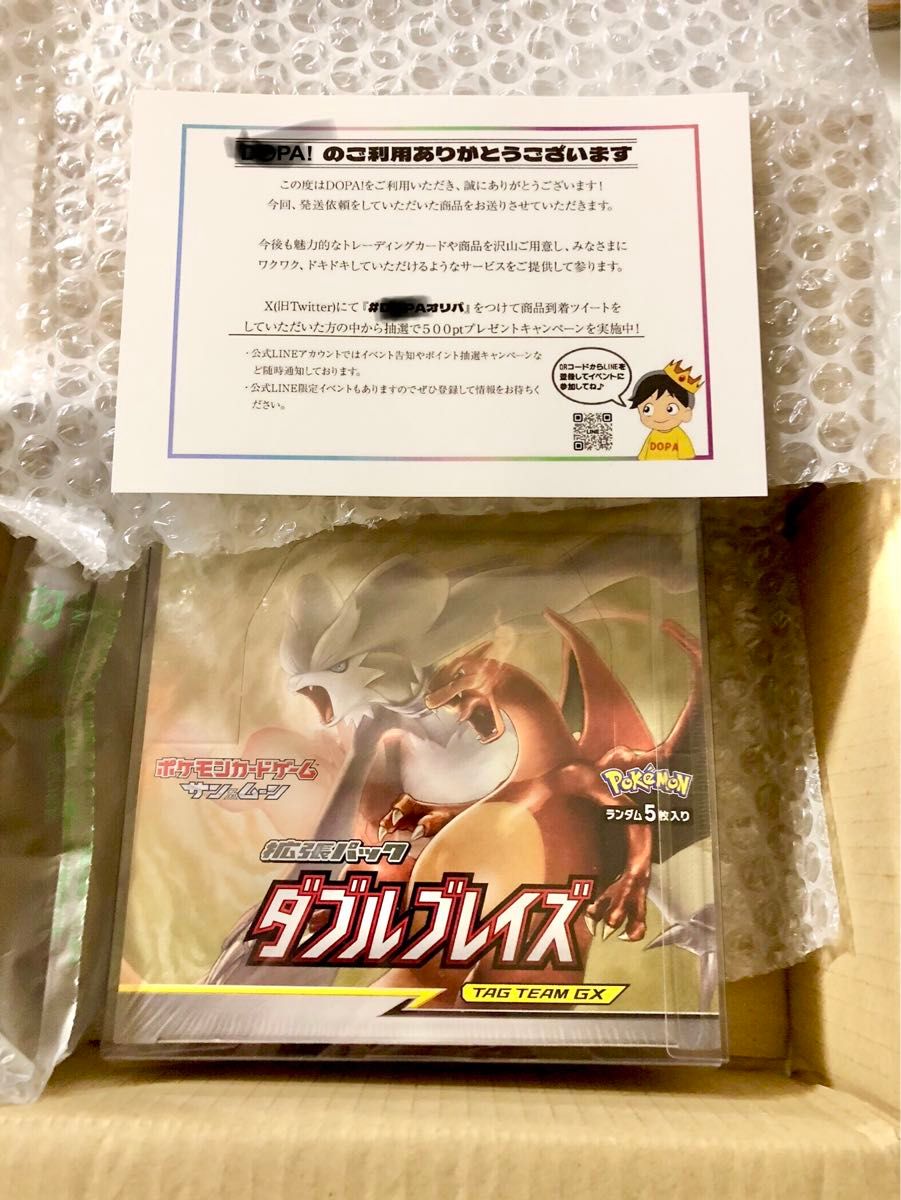 DOPA! のご利用ありがとうございます
この度はDOPA!をご利用いただき、誠にありがとうございます!
今回、発送依頼をしていただいた商品をお送りさせていただきます。
今後も魅力的なトレーディングカードや商品を沢山ご用意し、みなさまに
ワクワク、ドキドキしていただけるようなサービスをご提供して参ります。
X(旧Twitter)にて『#DOPAオリパ』をつけて商品到着ツイートを
していただいた方の中から抽選で500ptプレゼントキャンペーンを実施中!
・公式LINEアカウントではイベント告知やポイント抽選キャンペーンな
ど随時通知しております。
・公式LINE限定イベントもありますのでぜひ登録して情報をお待ちく
ださい。
QRコードからLINEを
登録してイベントに
参加してね♪
LINE
DOPA
ポケモンカードゲーム
サン&ムーン
POKéMON
ランダム5枚入り
拡張パック
ダブルブレイズ
TAG TEAM GX